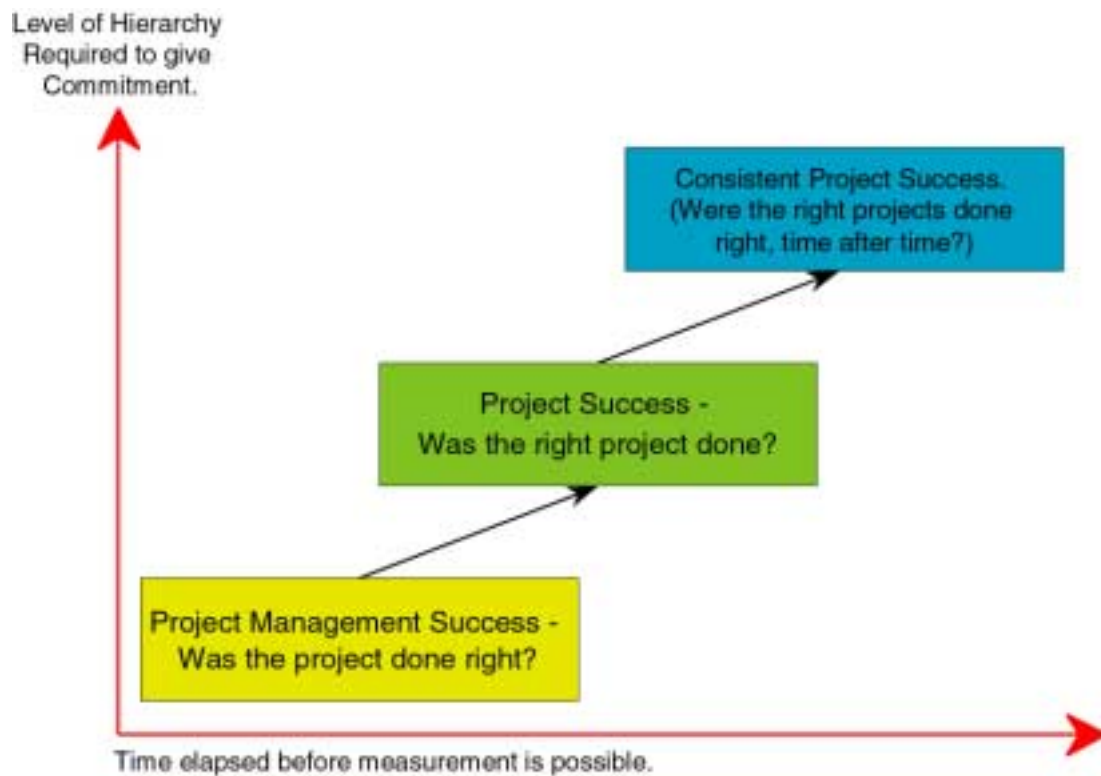 Level of Hierarchy
Required to give
Commitment.
Consistent Project Success.
(Were the right projects done
right, time after time?)
Project Success -
Was the right project done?
Project Management Success -
Was the project done right?
Time elapsed before measurement is possible.